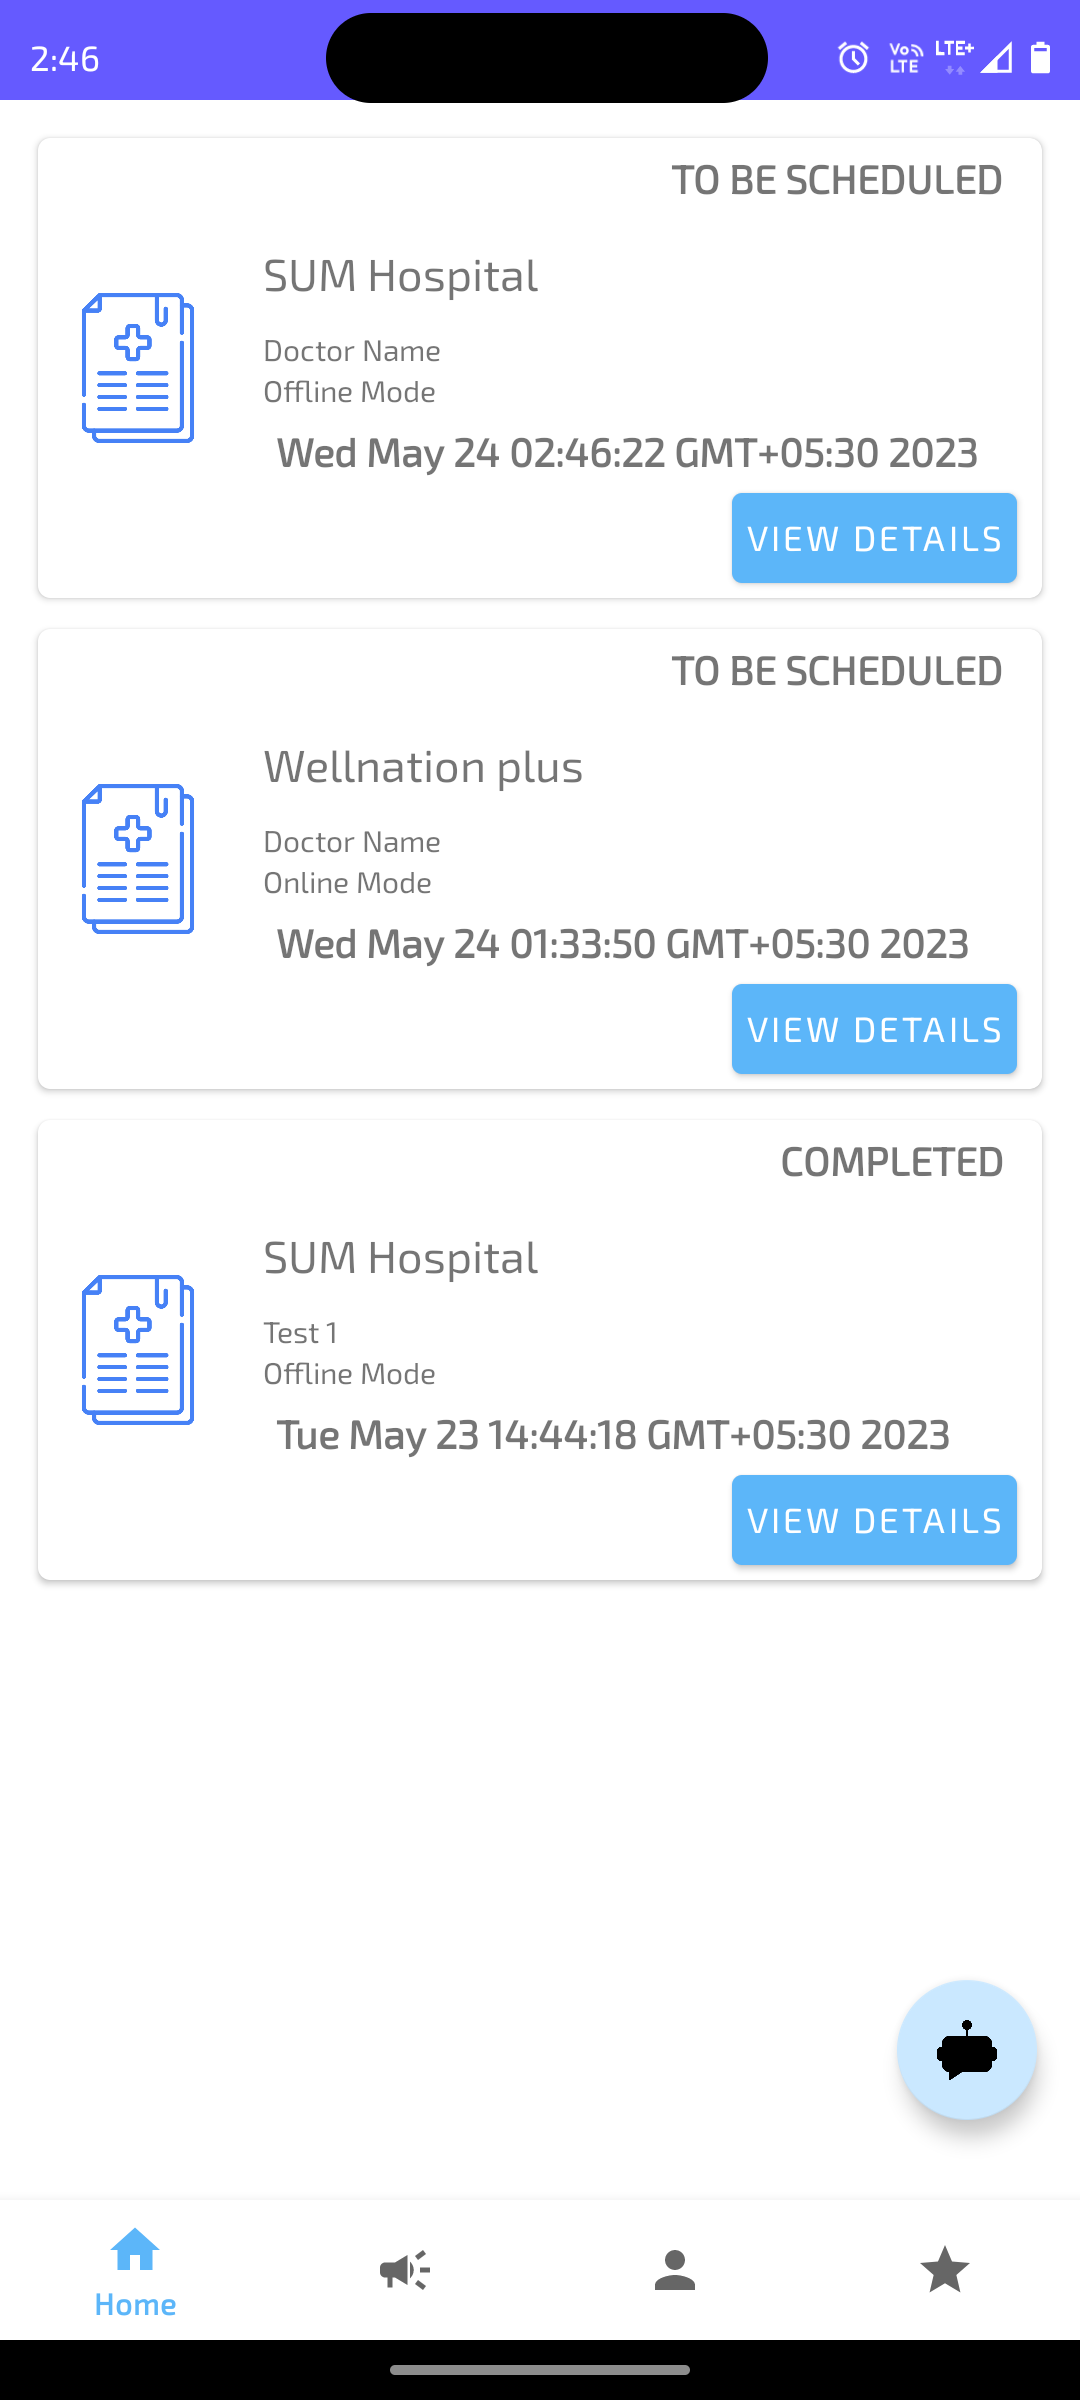 2:46
Vo LTE
LTE+
TO BE SCHEDULED
SUM Hospital
Doctor Name
Offline Mode
Wed May 24 02:46:22 GMT+05:30 2023
VIEW DETAILS
TO BE SCHEDULED
Wellnation plus
Doctor Name
Online Mode
Wed May 24 01:33:50 GMT+05:30 2023
VIEW DETAILS
COMPLETED
SUM Hospital
Test 1
Offline Mode
Tue May 23 14:44:18 GMT+05:30 2023
VIEW DETAILS
Home